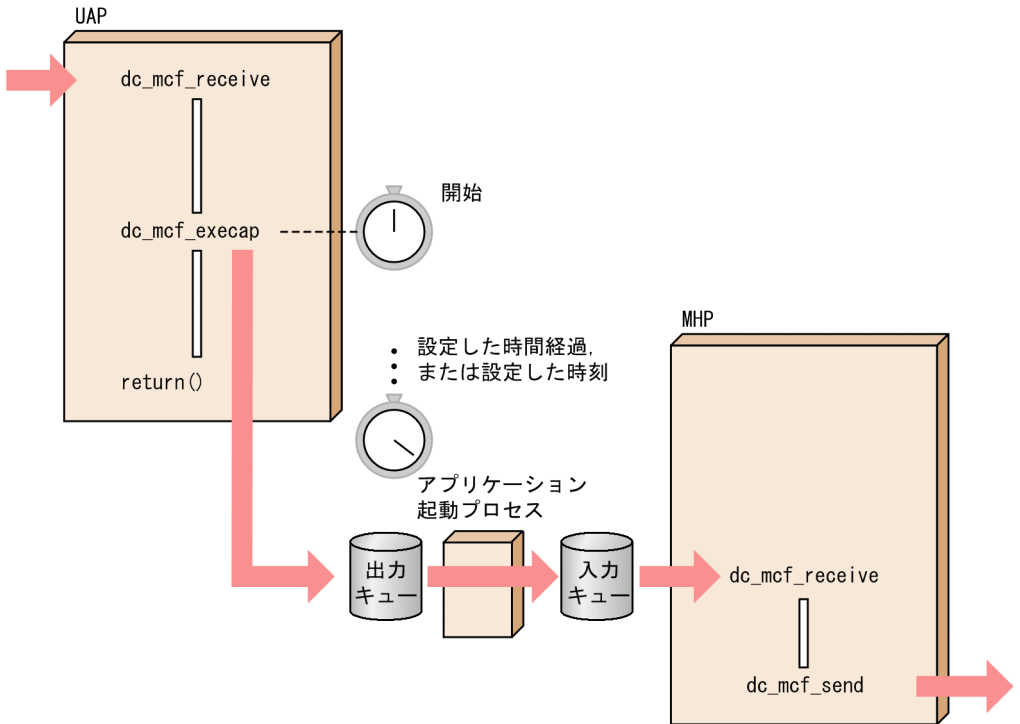 UAP
dc_mcf_receive
開始
dc_mcf_execap
設定した時間経過,
または設定した時刻
return()
MHP
アプリケーション
起動プロセス
出力
キュー
入力
キュー
dc_mcf_receive
dc_mcf_send